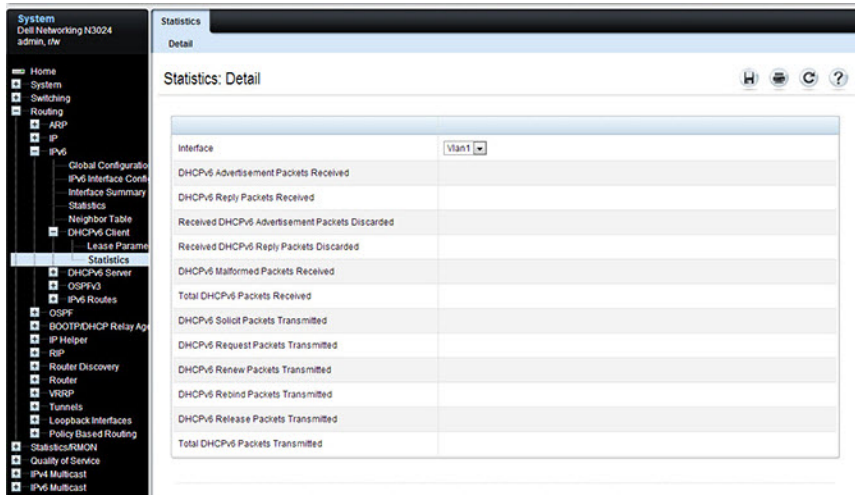 System
Dell Networking N3024
admin, r/w
Statistics
Detail
Home
System
Switching
Routing
ARP
IP
IPv6
Global Configuratio
IPv6 Interface Confi
Interface Summary
Statistics
Neighbor Table
DHCPv6 Client
Lease Parame
Statistics
DHCPv6 Server
OSPFv3
IPv6 Routes
OSPF
BOOTP/DHCP Relay Age
IP Helper
RIP
Router Discovery
Router
VRRP
Tunnels
Loopback Interfaces
Policy Based Routing
Statistics/RMON
Quality of Service
IPv4 Multicast
IPv6 Multicast
Statistics: Detail
Interface Vlan1
DHCPv6 Advertisement Packets Received
DHCPv6 Reply Packets Received
Received DHCPv6 Advertisement Packets Discarded
Received DHCPv6 Reply Packets Discarded
DHCPv6 Malformed Packets Received
Total DHCPv6 Packets Received
DHCPv6 Solicit Packets Transmitted
DHCPv6 Request Packets Transmitted
DHCPv6 Renew Packets Transmitted
DHCPv6 Rebind Packets Transmitted
DHCPv6 Release Packets Transmitted
Total DHCPv6 Packets Transmitted